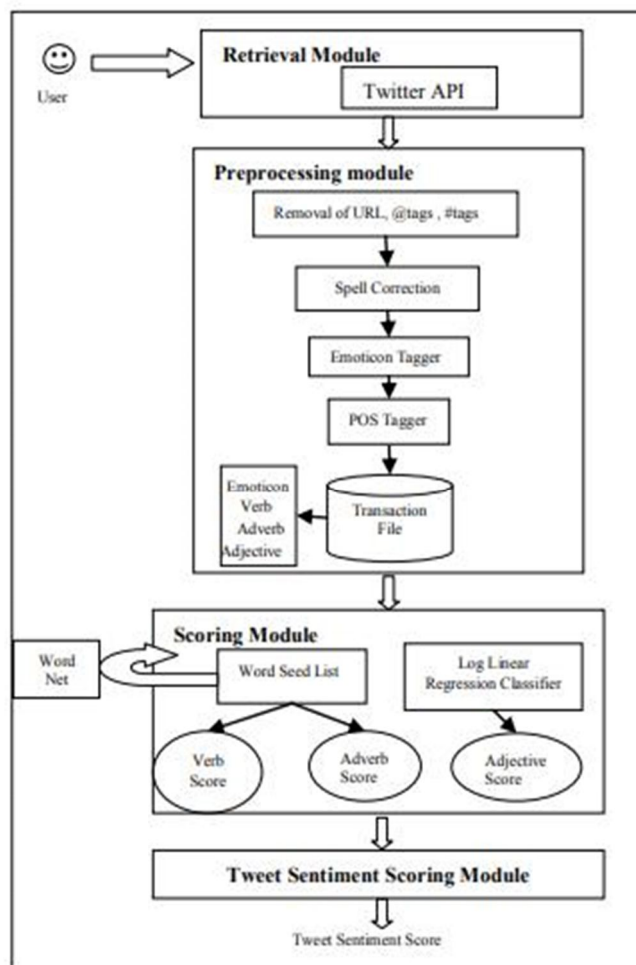 Retrieval Module
User
Twitter API
Preprocessing module
Removal of URL, @tags , #tags
Spell Correction
Emoticon Tagger
POS Tagger
Emoticon
Verb
Adverb
Adjective
Transaction
File
Scoring Module
Word
Net
Word Seed List
Log Linear
Regression Classifier
Verb
Score
Adverb
Score
Adjective
Score
Tweet Sentiment Scoring Module
Tweet Sentiment Score